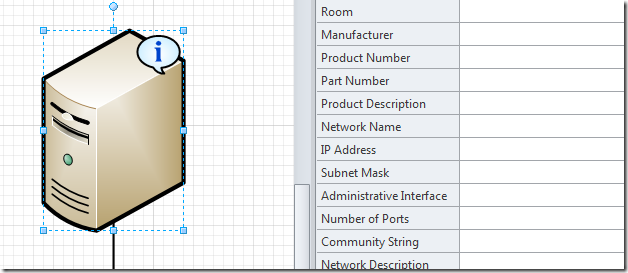 i
Room
Manufacturer
Product Number
Part Number
Product Description
Network Name
IP Address
Subnet Mask
Administrative Interface
Number of Ports
Community String
Network Description